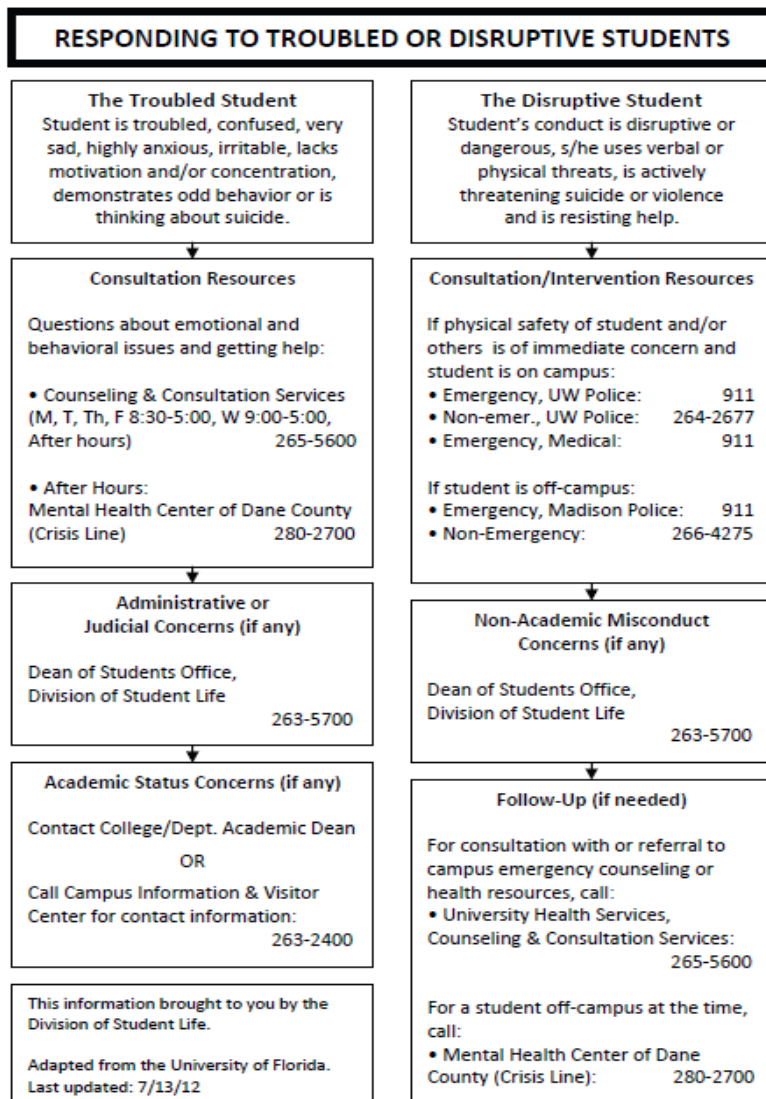 RESPONDING TO TROUBLED OR DISRUPTIVE STUDENTS
The Troubled Student
Student is troubled, confused, very
sad, highly anxious, irritable, lacks
motivation and/or concentration,
demonstrates odd behavior or is
thinking about suicide.
Consultation Resources
Questions about emotional and
behavioral issues and getting help:
• Counseling & Consultation Services
(M, T, Th, F 8:30-5:00, W 9:00-5:00,
After hours) 265-5600
• After Hours:
Mental Health Center of Dane County
(Crisis Line) 280-2700
Administrative or
Judicial Concerns (if any)
Dean of Students Office,
Division of Student Life
263-5700
Academic Status Concerns (if any)
Contact College/Dept. Academic Dean
OR
Call Campus Information & Visitor
Center for contact information:
263-2400
This information brought to you by the
Division of Student Life.
Adapted from the University of Florida.
Last updated: 7/13/12
The Disruptive Student
Student's conduct is disruptive or
dangerous, s/he uses verbal or
physical threats, is actively
threatening suicide or violence
and is resisting help.
Consultation/Intervention Resources
If physical safety of student and/or
others is of immediate concern and
student is on campus:
• Emergency, UW Police: 911
• Non-emer., UW Police: 264-2677
• Emergency, Medical: 911
If student is off-campus:
• Emergency, Madison Police: 911
• Non-Emergency: 266-4275
Non-Academic Misconduct
Concerns (if any)
Dean of Students Office,
Division of Student Life
263-5700
Follow-Up (if needed)
For consultation with or referral to
campus emergency counseling or
health resources, call:
• University Health Services,
Counseling & Consultation Services:
265-5600
For a student off-campus at the time,
call:
• Mental Health Center of Dane
County (Crisis Line): 280-2700